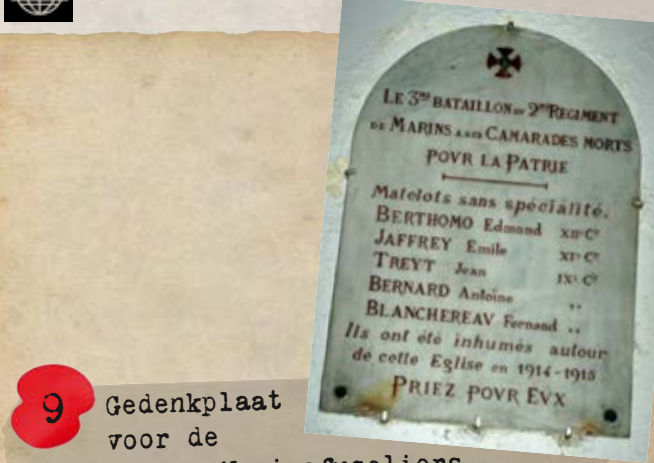 LE 3me BATAILLON DU 2me REGIMENT
DE MARINS A SES CAMARADES MORTS
POVR LA PATRIE
Matelots sans spécialité.
BERTHOMO Edmond XIIe Cie
JAFFREY Emile XIe Cie
TREYT Jean IXe Cie
BERNARD Antoine ,,
BLANCHEREAV Fernand ,,
Ils ont été inhumés autour
de cette Eglise en 1914-1915
PRIEZ POVR EVX
9 Gedenkplaat
voor de